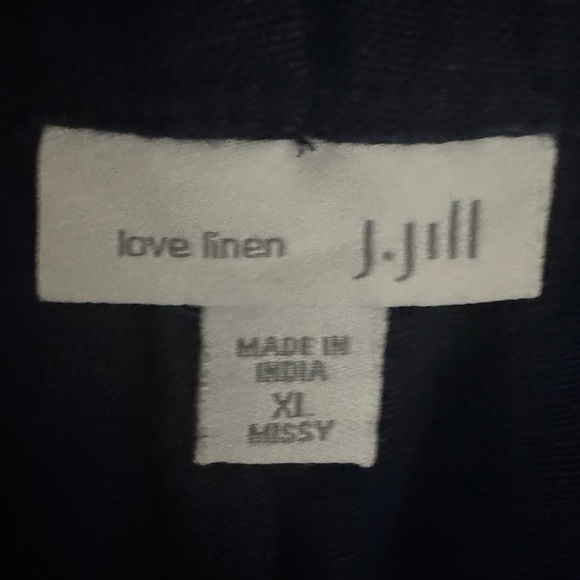 love linen J.Jill
MADE IN
INDIA
XL
MISSY